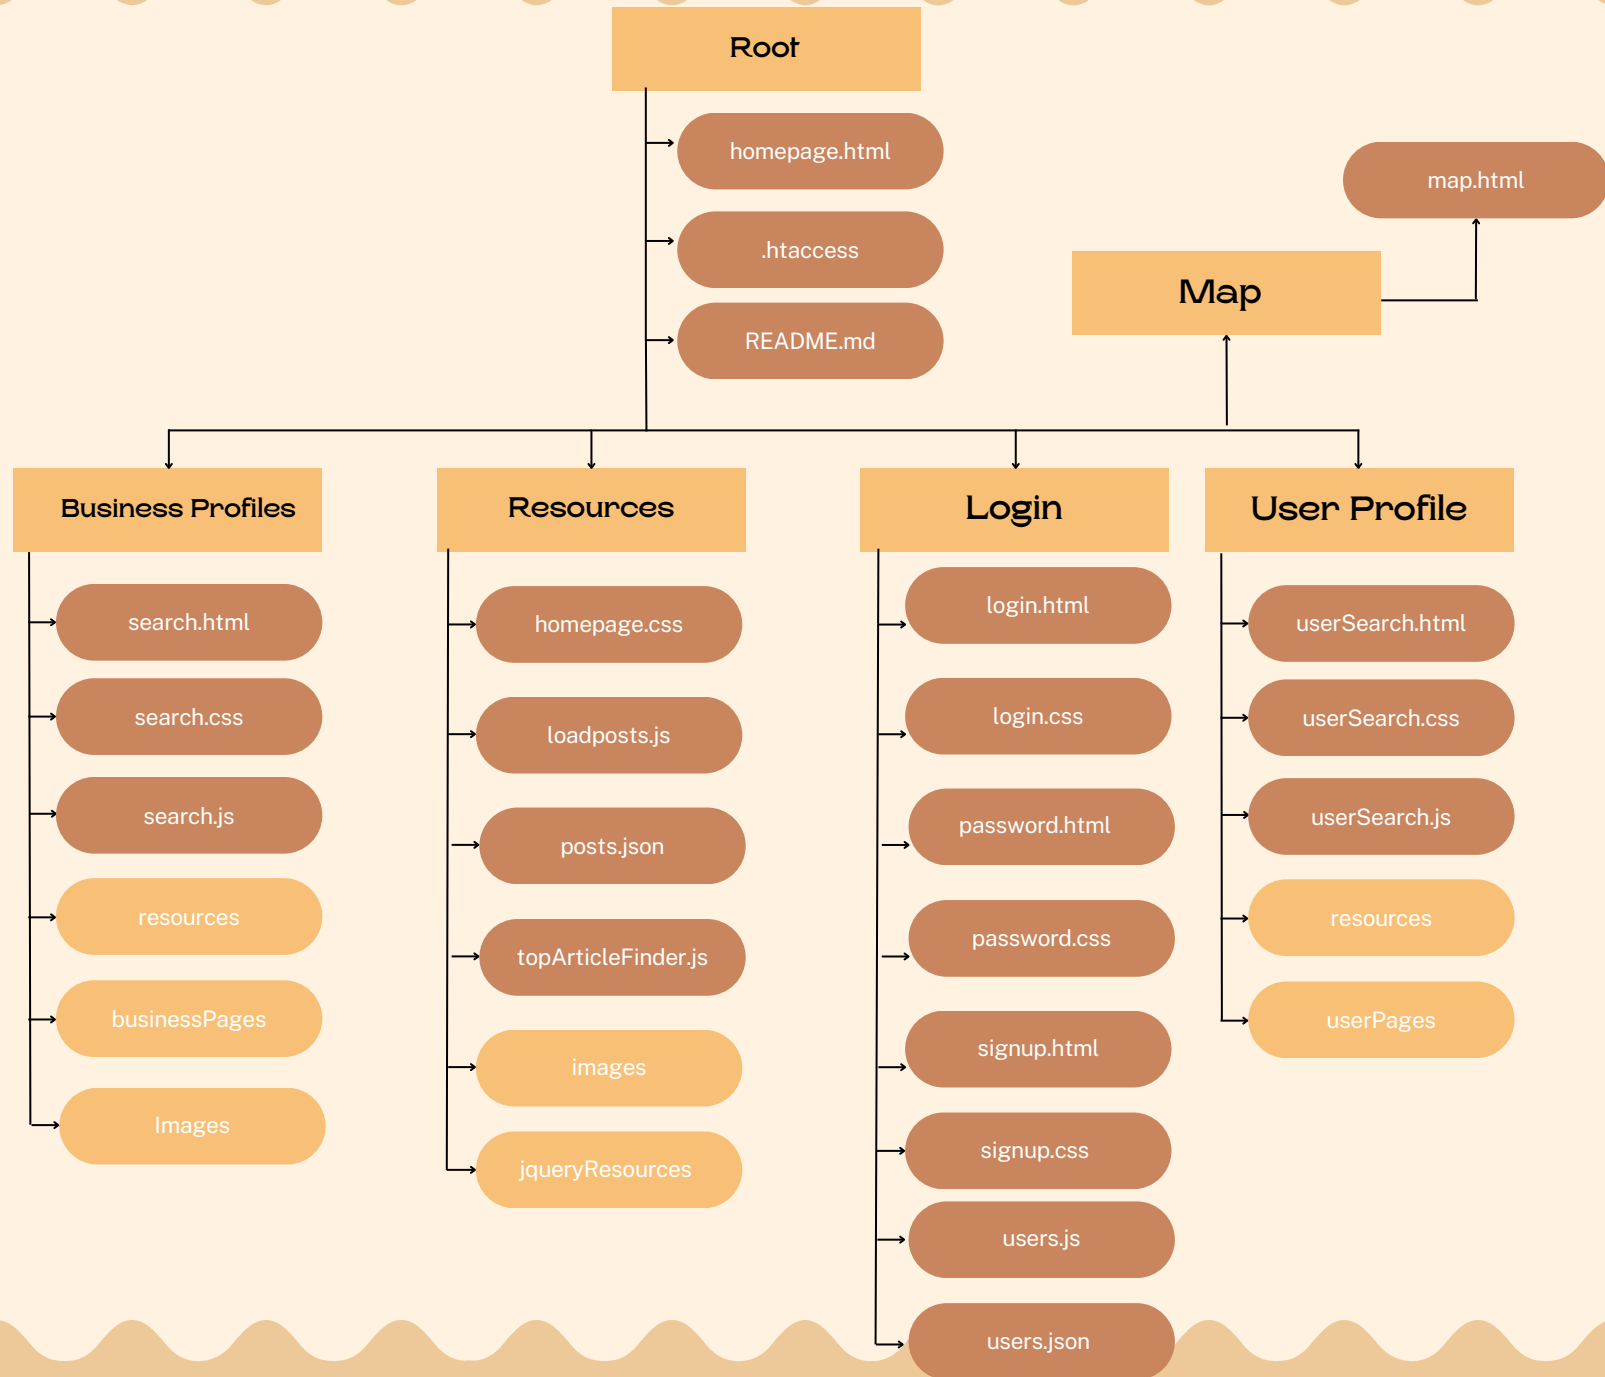 Root
homepage.html
.htaccess
README.md
map.html
Map
Business Profiles
search.html
search.css
search.js
resources
businessPages
Images
Resources
homepage.css
loadposts.js
posts.json
topArticleFinder.js
images
jqueryResources
Login
login.html
login.css
password.html
password.css
signup.html
signup.css
users.js
users.json
User Profile
userSearch.html
userSearch.css
userSearch.js
resources
userPages